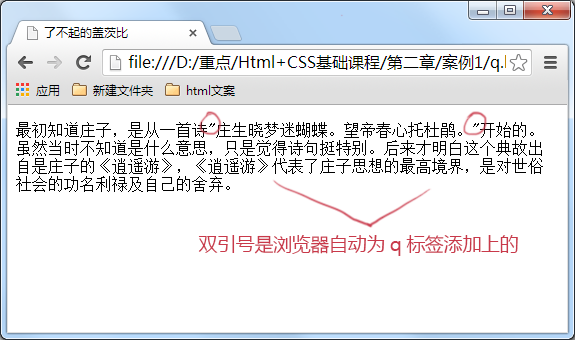 了不起的盖茨比
file:///D:/重点/Html+CSS基础课程/第二章/案例1/q.
应用 新建文件夹 html文案
最初知道庄子，是从一首诗"庄生晓梦迷蝴蝶。望帝春心托杜鹃。"开始的。
虽然当时不知道是什么意思，只是觉得诗句挺特别。后来才明白这个典故出
自是庄子的《逍遥游》，《逍遥游》代表了庄子思想的最高境界，是对世俗
社会的功名利禄及自己的舍弃。
双引号是浏览器自动为 q 标签添加上的